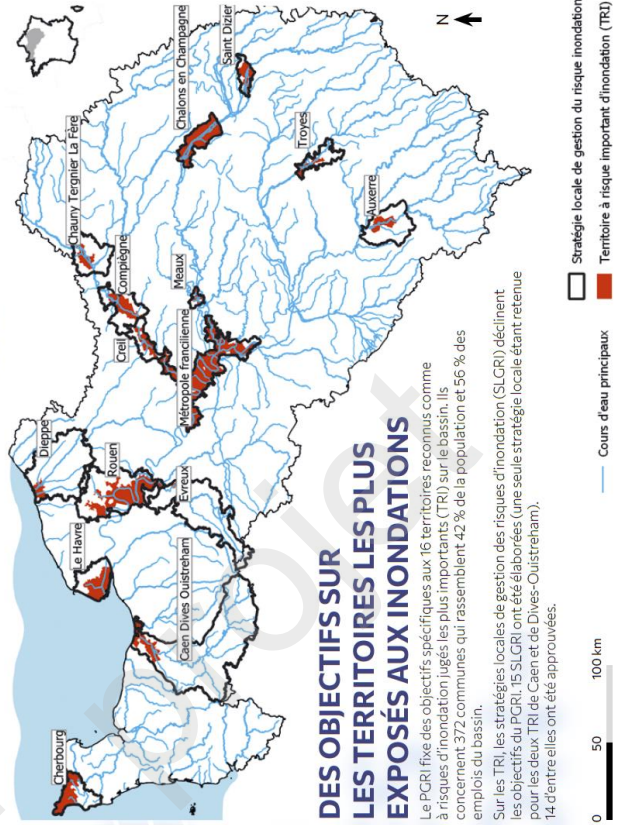 Saint Dizier
Chalons en Champagne
Troyes
Chauny Tergnier La Fère
Auxerre
Compiègne
Meaux
Creil
Métropole francilienne
Dieppe
Rouen
Evreux
Le Havre
Caen Dives Ouistreham
Cherbourg
N
DES OBJECTIFS SUR
LES TERRITOIRES LES PLUS
EXPOSÉS AUX INONDATIONS
Le PGRI fixe des objectifs spécifiques aux 16 territoires reconnus comme
à risques d'inondation jugés les plus importants (TRI) sur le bassin. Ils
concernent 372 communes qui rassemblent 42 % de la population et 56 % des
emplois du bassin.
Sur les TRI, les stratégies locales de gestion des risques d'inondation (SLGRI) déclinent
les objectifs du PGRI. 15 SLGRI ont été élaborées (une seule stratégie locale étant retenue
pour les deux TRI de Caen et de Dives-Ouistreham).
14 d'entre elles ont été approuvées.
0 50 100 km
Cours d'eau principaux
Stratégie locale de gestion du risque inondation
Territoire à risque important d'inondation (TRI)
projet